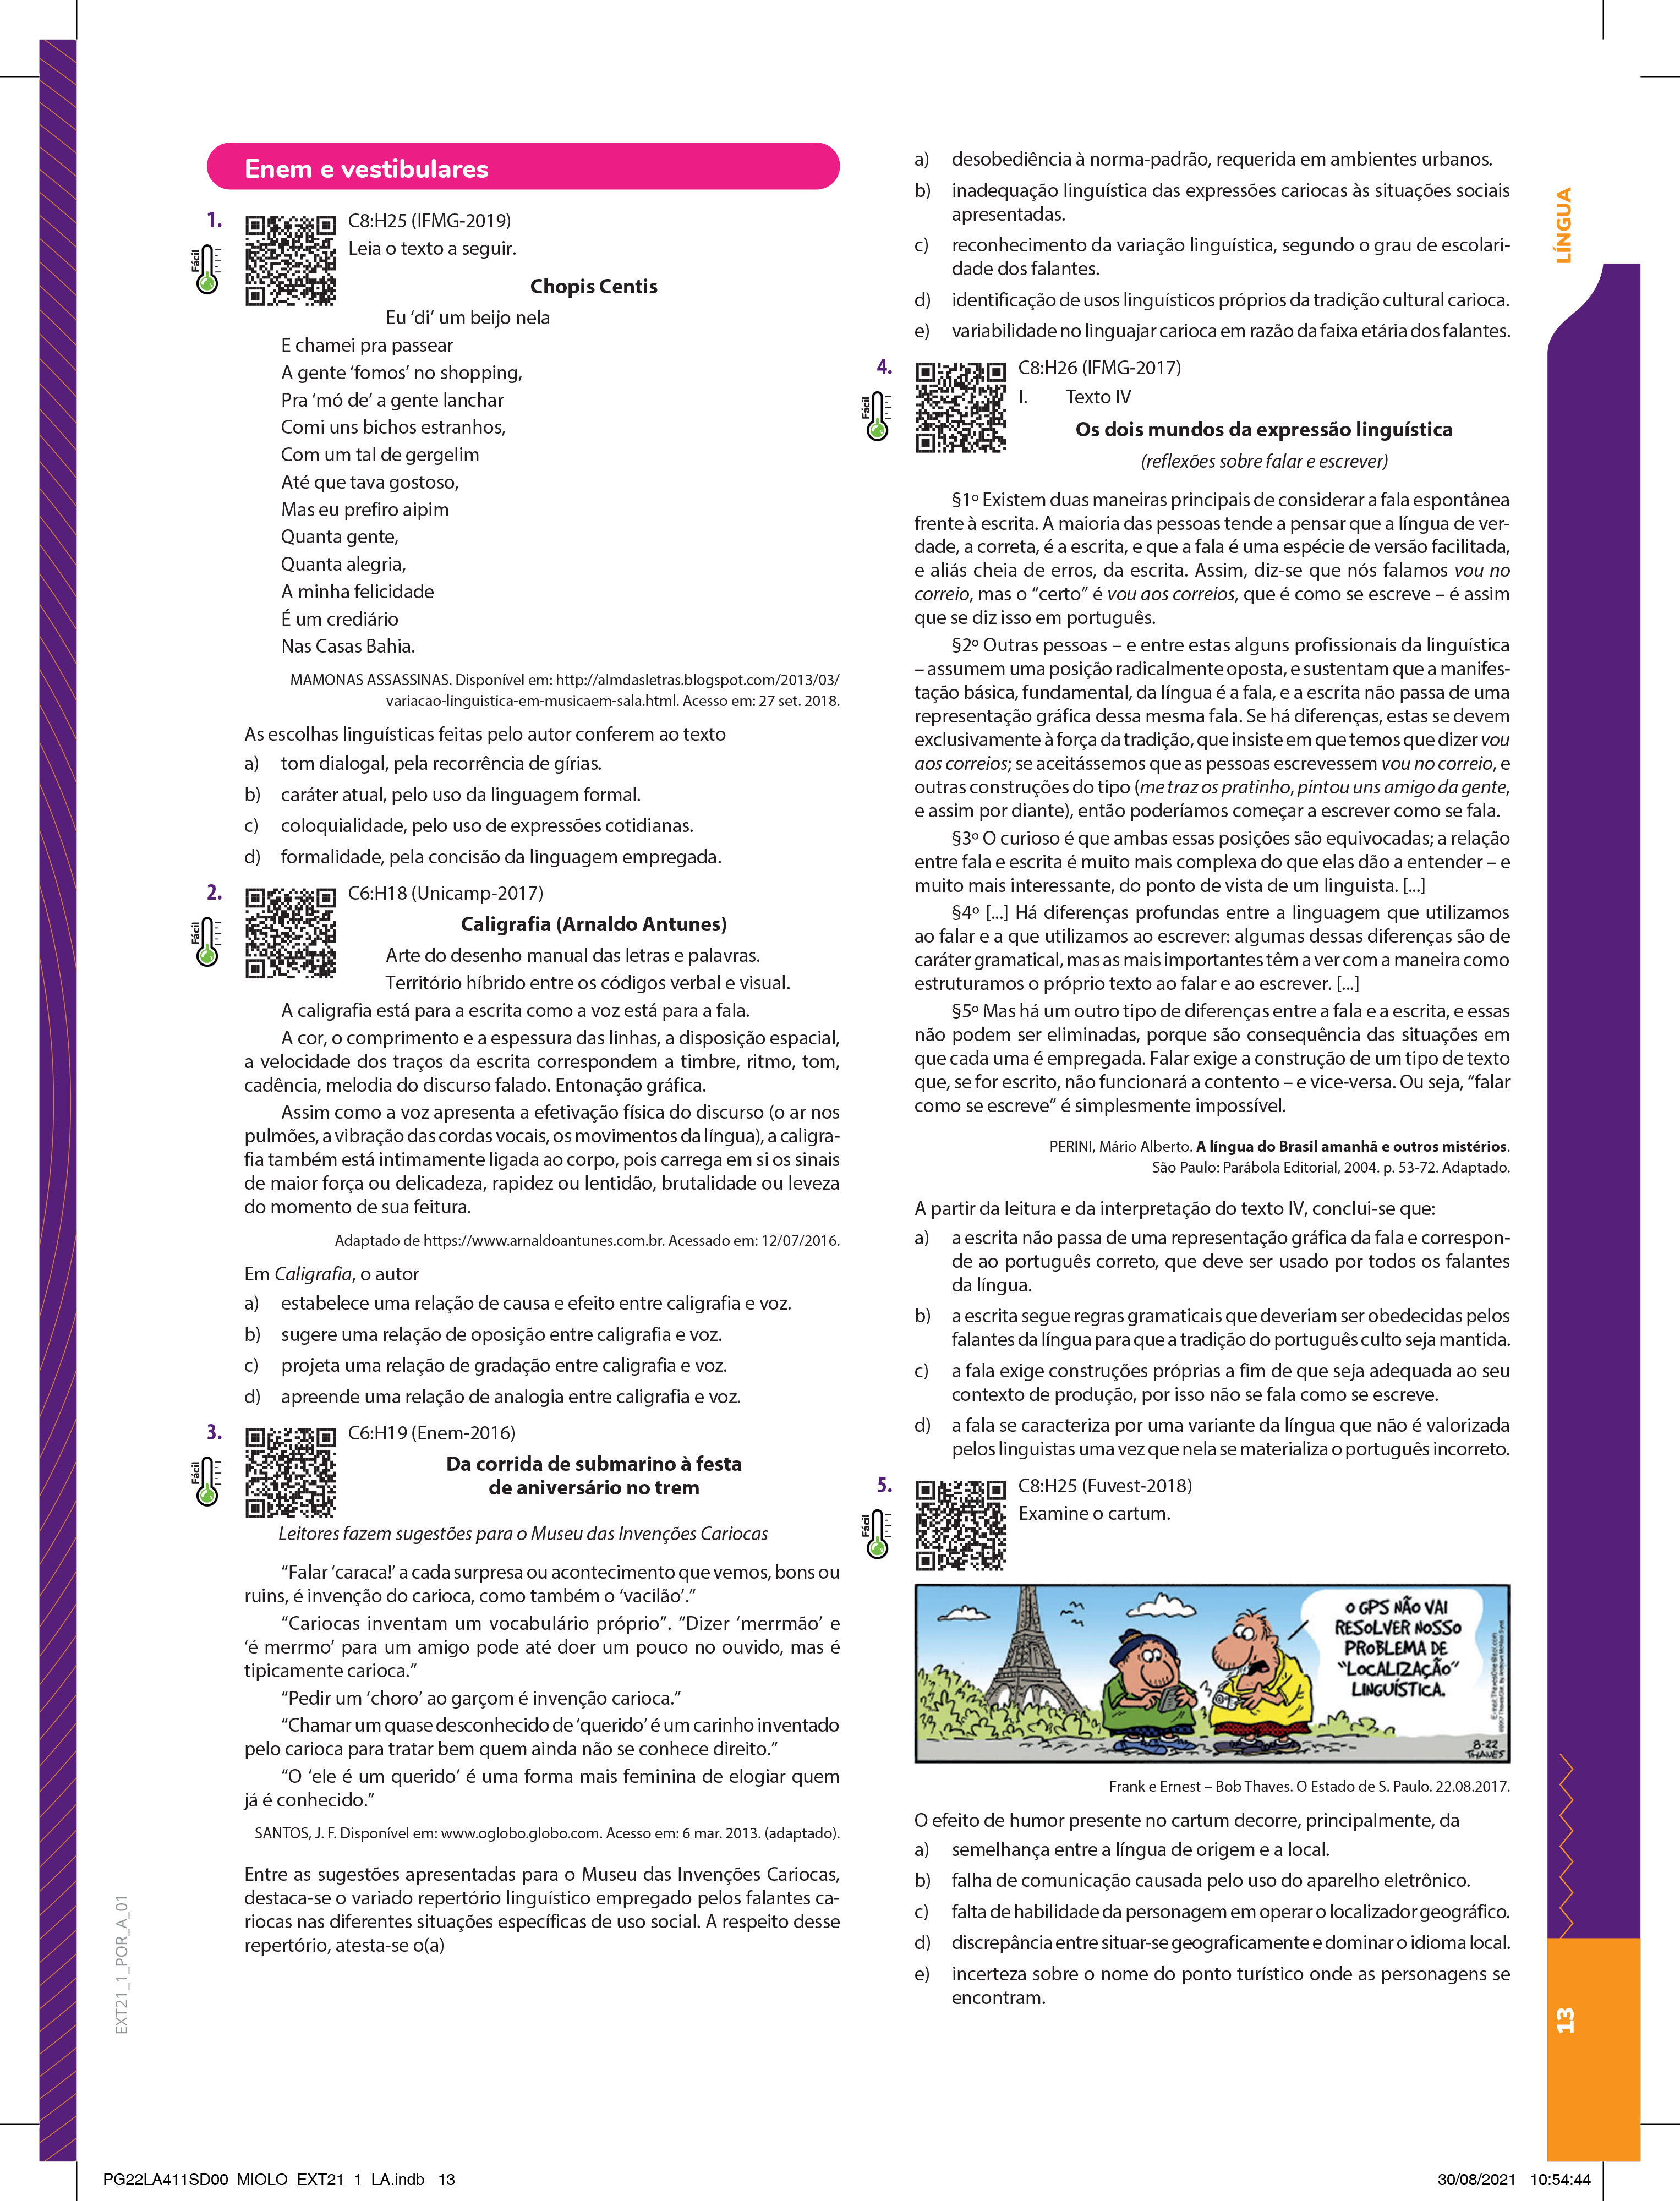 Enem e vestibulares
1.
Fácil
C8:H25 (IFMG-2019)
Leia o texto a seguir.
Chopis Centis
Eu ‘di’ um beijo nela
E chamei pra passear
A gente ‘fomos’ no shopping,
Pra ‘mó de’ a gente lanchar
Comi uns bichos estranhos,
Com um tal de gergelim
Até que tava gostoso,
Mas eu prefiro aipim
Quanta gente,
Quanta alegria,
A minha felicidade
É um crediário
Nas Casas Bahia.
MAMONAS ASSASSINAS. Disponível em: http://almdasletras.blogspot.com/2013/03/
variacao-linguistica-em-musicaem-sala.html. Acesso em: 27 set. 2018.
As escolhas linguísticas feitas pelo autor conferem ao texto
a) tom dialogal, pela recorrência de gírias.
b) caráter atual, pelo uso da linguagem formal.
c) coloquialidade, pelo uso de expressões cotidianas.
d) formalidade, pela concisão da linguagem empregada.
2.
Fácil
C6:H18 (Unicamp-2017)
Caligrafia (Arnaldo Antunes)
Arte do desenho manual das letras e palavras.
Território híbrido entre os códigos verbal e visual.
A caligrafia está para a escrita como a voz está para a fala.
A cor, o comprimento e a espessura das linhas, a disposição espacial,
a velocidade dos traços da escrita correspondem a timbre, ritmo, tom,
cadência, melodia do discurso falado. Entonação gráfica.
Assim como a voz apresenta a efetivação física do discurso (o ar nos
pulmões, a vibração das cordas vocais, os movimentos da língua), a caligra-
fia também está intimamente ligada ao corpo, pois carrega em si os sinais
de maior força ou delicadeza, rapidez ou lentidão, brutalidade ou leveza
do momento de sua feitura.
Adaptado de https://www.arnaldoantunes.com.br. Acessado em: 12/07/2016.
Em Caligrafia, o autor
a) estabelece uma relação de causa e efeito entre caligrafia e voz.
b) sugere uma relação de oposição entre caligrafia e voz.
c) projeta uma relação de gradação entre caligrafia e voz.
d) apreende uma relação de analogia entre caligrafia e voz.
3.
Fácil
C6:H19 (Enem-2016)
Da corrida de submarino à festa
de aniversário no trem
Leitores fazem sugestões para o Museu das Invenções Cariocas
“Falar ‘caraca!’ a cada surpresa ou acontecimento que vemos, bons ou
ruins, é invenção do carioca, como também o ‘vacilão’.”
“Cariocas inventam um vocabulário próprio”. “Dizer ‘merrmão’ e
‘é merrmo’ para um amigo pode até doer um pouco no ouvido, mas é
tipicamente carioca.”
“Pedir um ‘choro’ ao garçom é invenção carioca.”
“Chamar um quase desconhecido de ‘querido’ é um carinho inventado
pelo carioca para tratar bem quem ainda não se conhece direito.”
“O ‘ele é um querido’ é uma forma mais feminina de elogiar quem
já é conhecido.”
SANTOS, J. F. Disponível em: www.oglobo.globo.com. Acesso em: 6 mar. 2013. (adaptado).
Entre as sugestões apresentadas para o Museu das Invenções Cariocas,
destaca-se o variado repertório linguístico empregado pelos falantes ca-
riocas nas diferentes situações específicas de uso social. A respeito desse
repertório, atesta-se o(a)
a) desobediência à norma-padrão, requerida em ambientes urbanos.
b) inadequação linguística das expressões cariocas às situações sociais
apresentadas.
c) reconhecimento da variação linguística, segundo o grau de escolari-
dade dos falantes.
d) identificação de usos linguísticos próprios da tradição cultural carioca.
e) variabilidade no linguajar carioca em razão da faixa etária dos falantes.
4.
Fácil
C8:H26 (IFMG-2017)
I. Texto IV
Os dois mundos da expressão linguística
(reflexões sobre falar e escrever)
§1º Existem duas maneiras principais de considerar a fala espontânea
frente à escrita. A maioria das pessoas tende a pensar que a língua de ver-
dade, a correta, é a escrita, e que a fala é uma espécie de versão facilitada,
e aliás cheia de erros, da escrita. Assim, diz-se que nós falamos vou no
correio, mas o “certo” é vou aos correios, que é como se escreve – é assim
que se diz isso em português.
§2º Outras pessoas – e entre estas alguns profissionais da linguística
– assumem uma posição radicalmente oposta, e sustentam que a manifes-
tação básica, fundamental, da língua é a fala, e a escrita não passa de uma
representação gráfica dessa mesma fala. Se há diferenças, estas se devem
exclusivamente à força da tradição, que insiste em que temos que dizer vou
aos correios; se aceitássemos que as pessoas escrevessem vou no correio, e
outras construções do tipo (me traz os pratinho, pintou uns amigo da gente,
e assim por diante), então poderíamos começar a escrever como se fala.
§3º O curioso é que ambas essas posições são equivocadas; a relação
entre fala e escrita é muito mais complexa do que elas dão a entender – e
muito mais interessante, do ponto de vista de um linguista. [...]
§4º [...] Há diferenças profundas entre a linguagem que utilizamos
ao falar e a que utilizamos ao escrever: algumas dessas diferenças são de
caráter gramatical, mas as mais importantes têm a ver com a maneira como
estruturamos o próprio texto ao falar e ao escrever. [...]
§5º Mas há um outro tipo de diferenças entre a fala e a escrita, e essas
não podem ser eliminadas, porque são consequência das situações em
que cada uma é empregada. Falar exige a construção de um tipo de texto
que, se for escrito, não funcionará a contento – e vice-versa. Ou seja, “falar
como se escreve” é simplesmente impossível.
PERINI, Mário Alberto. A língua do Brasil amanhã e outros mistérios.
São Paulo: Parábola Editorial, 2004. p. 53-72. Adaptado.
A partir da leitura e da interpretação do texto IV, conclui-se que:
a) a escrita não passa de uma representação gráfica da fala e correspon-
de ao português correto, que deve ser usado por todos os falantes
da língua.
b) a escrita segue regras gramaticais que deveriam ser obedecidas pelos
falantes da língua para que a tradição do português culto seja mantida.
c) a fala exige construções próprias a fim de que seja adequada ao seu
contexto de produção, por isso não se fala como se escreve.
d) a fala se caracteriza por uma variante da língua que não é valorizada
pelos linguistas uma vez que nela se materializa o português incorreto.
5.
Fácil
C8:H25 (Fuvest-2018)
Examine o cartum.
O GPS NÃO VAI
RESOLVER NOSSO
PROBLEMA DE
“LOCALIZAÇÃO”
LINGUÍSTICA.
8-22
THAVES
Frank e Ernest – Bob Thaves. O Estado de S. Paulo. 22.08.2017.
O efeito de humor presente no cartum decorre, principalmente, da
a) semelhança entre a língua de origem e a local.
b) falha de comunicação causada pelo uso do aparelho eletrônico.
c) falta de habilidade da personagem em operar o localizador geográfico.
d) discrepância entre situar-se geograficamente e dominar o idioma local.
e) incerteza sobre o nome do ponto turístico onde as personagens se
encontram.
LÍNGUA
13
EXT21_1_POR_A_01
PG22LA411SD00_MIOLO_EXT21_1_LA.indb 13
30/08/2021 10:54:44